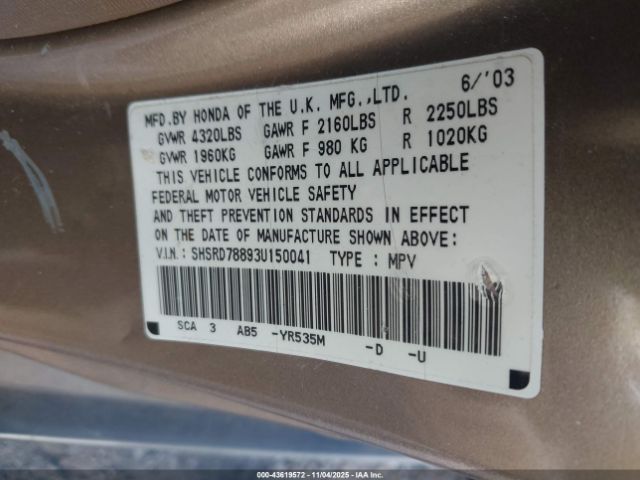 MFD.BY HONDA OF THE U.K. MFG.,LTD. 6/'03
GVWR 4320LBS GAWR F 2160LBS R 2250LBS
GVWR 1960KG GAWR F 980 KG R 1020KG
THIS VEHICLE CONFORMS TO ALL APPLICABLE
FEDERAL MOTOR VEHICLE SAFETY
AND THEFT PREVENTION STANDARDS IN EFFECT
ON THE DATE OF MANUFACTURE SHOWN ABOVE:
V.I.N.: SHSRD78893U150041 TYPE : MPV
SCA 3 AB5 -YR535M -D -U
000-43619572 - 11/04/2025 - IAAI.COM